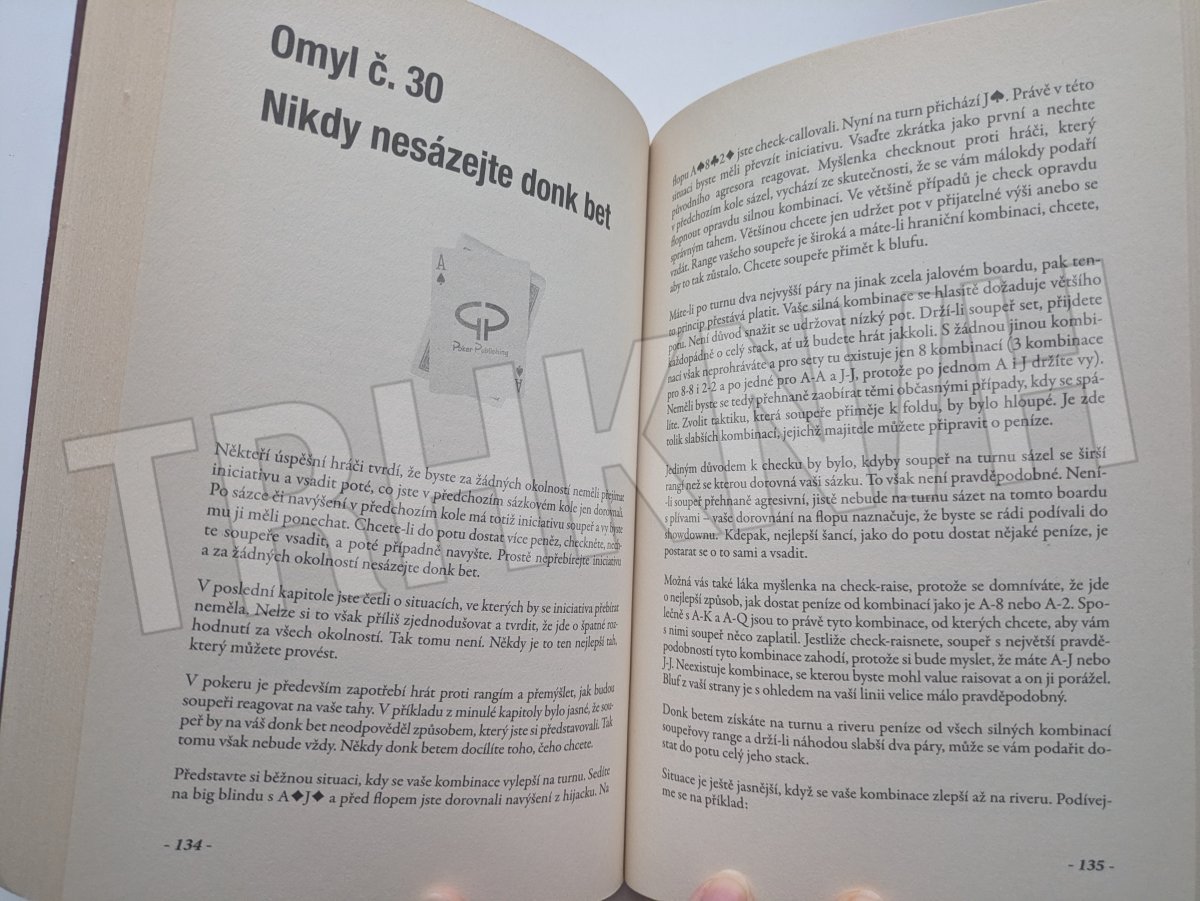 Omyl č. 30
Nikdy nesázejte donk bet
A
♠
GP
Poker Publishing
A
♠
Někteří úspěšní hráči tvrdí, že byste za žádných okolností neměli přejímat
iniciativu a vsadit poté, co jste v předchozím sázkovém kole jen dorovnali.
Po sázce či navýšení v předchozím kole má totiž iniciativu soupeř a vy byste
mu ji měli ponechat. Chcete-li do potu dostat více peněz, checkněte, nech-
te soupeře vsadit, a poté případně navyšte. Prostě nepřebírejte iniciativu
a za žádných okolností nesázejte donk bet.
V poslední kapitole jste četli o situacích, ve kterých by se iniciativa přebírat
neměla. Nelze si to však příliš zjednodušovat a tvrdit, že jde o špatné roz-
hodnutí za všech okolností. Tak tomu není. Někdy je to ten nejlepší tah,
který můžete provést.
V pokeru je především zapotřebí hrát proti rangím a přemýšlet, jak budou
soupeři reagovat na vaše tahy. V příkladu z minulé kapitoly bylo jasné, že sou-
peř by na váš donk bet neodpověděl způsobem, který jste si představovali. Tak
tomu však nebude vždy. Někdy donk betem docílíte toho, čeho chcete.
Představte si běžnou situaci, kdy se vaše kombinace vylepší na turnu. Sedíte
na big blindu s A♦J♦ a před flopem jste dorovnali navýšení z hijacku. Na
- 134 -
flopu A♠8♠2♦ jste check-callovali. Nyní na turn přichází J♠. Právě v této
situaci byste měli převzít iniciativu. Vsaďte zkrátka jako první a nechte
původního agresora reagovat. Myšlenka checknout proti hráči, který
v předchozím kole sázel, vychází ze skutečnosti, že se vám málokdy podaří
flopnout opravdu silnou kombinaci. Ve většině případů je check opravdu
správným tahem. Většinou chcete jen udržet pot v přijatelné výši anebo se
vzdát. Range vašeho soupeře je široká a máte-li hraniční kombinaci, chcete,
aby to tak zůstalo. Chcete soupeře přimět k blufu.
Máte-li po turnu dva nejvyšší páry na jinak zcela jalovém boardu, pak ten-
to princip přestává platit. Vaše silná kombinace se hlasitě dožaduje většího
potu. Není důvod snažit se udržovat nízký pot. Drží-li soupeř set, přijdete
každopádně o celý stack, ať už budete hrát jakkoli. S žádnou jinou kombi-
nací však neprohráváte a pro sety tu existuje jen 8 kombinací (3 kombinace
pro 8-8 i 2-2 a po jedné pro A-A a J-J, protože po jednom A i J držíte vy).
Neměli byste se tedy přehnaně zaobírat těmi občasnými případy, kdy se spá-
líte. Zvolit taktiku, která soupeře přiměje k foldu, by bylo hloupé. Je zde
tolik slabších kombinací, jejichž majitele můžete připravit o peníze.
Jediným důvodem k checku by bylo, kdyby soupeř na turnu sázel se širší
rangí než se kterou dorovná vaši sázku. To však není pravděpodobné. Není-
li soupeř přehnaně agresivní, jistě nebude na turnu sázet na tomto boardu
s plívami – vaše dorovnání na flopu naznačuje, že byste se rádi podívali do
showdownu. Kdepak, nejlepší šancí, jako do potu dostat nějaké peníze, je
postarat se o to sami a vsadit.
Možná vás také láka myšlenka na check-raise, protože se domníváte, že jde
o nejlepší způsob, jak dostat peníze od kombinací jako je A-8 nebo A-2. Spo-
lečně s A-K a A-Q jsou to právě tyto kombinace, od kterých chcete, aby vám
s nimi soupeř něco zaplatil. Jestliže check-raisnete, soupeř s největší pravdě-
podobností tyto kombinace zahodí, protože si bude myslet, že máte A-J nebo
J-J. Neexistuje kombinace, se kterou byste mohl value raisovat a on ji porážel.
Bluf z vaší strany je s ohledem na vaší linii velice málo pravděpodobný.
Donk betem získáte na turnu a riveru peníze od všech silných kombinací
soupeřovy range a drží-li náhodou slabší dva páry, může se vám podařit do-
stat do potu celý jeho stack.
Situace je ještě jasnější, když se vaše kombinace zlepší až na riveru. Podívej-
me se na příklad:
- 135 -
TRHKNIH